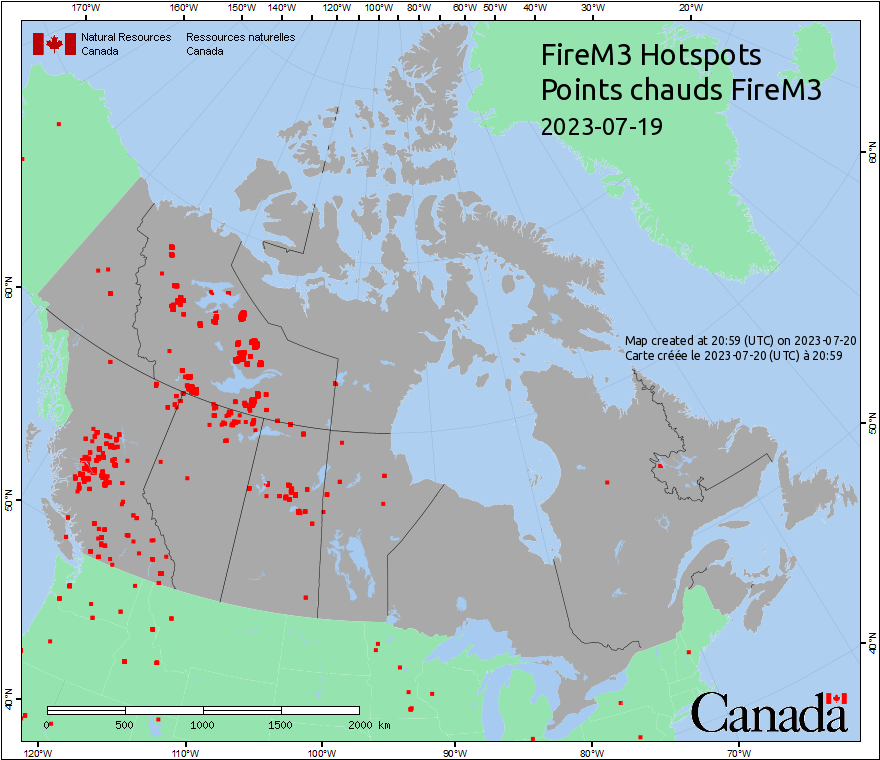 170°W 160°W 150°W 140°W 130°W 120°W 110°W 100°W 90°W 80°W 60°W 50°W 40°W 30°W 20°W
Natural Resources Canada
Ressources naturelles Canada
FireM3 Hotspots
Points chauds FireM3
2023-07-19
60°N
60°N
Map created at 20:59 (UTC) on 2023-07-20
Carte créée le 2023-07-20 (UTC) à 20:59
50°N
50°N
40°N
40°N
Canada
0 500 1000 1500 2000 km
120°W 110°W 100°W 90°W 80°W 70°W